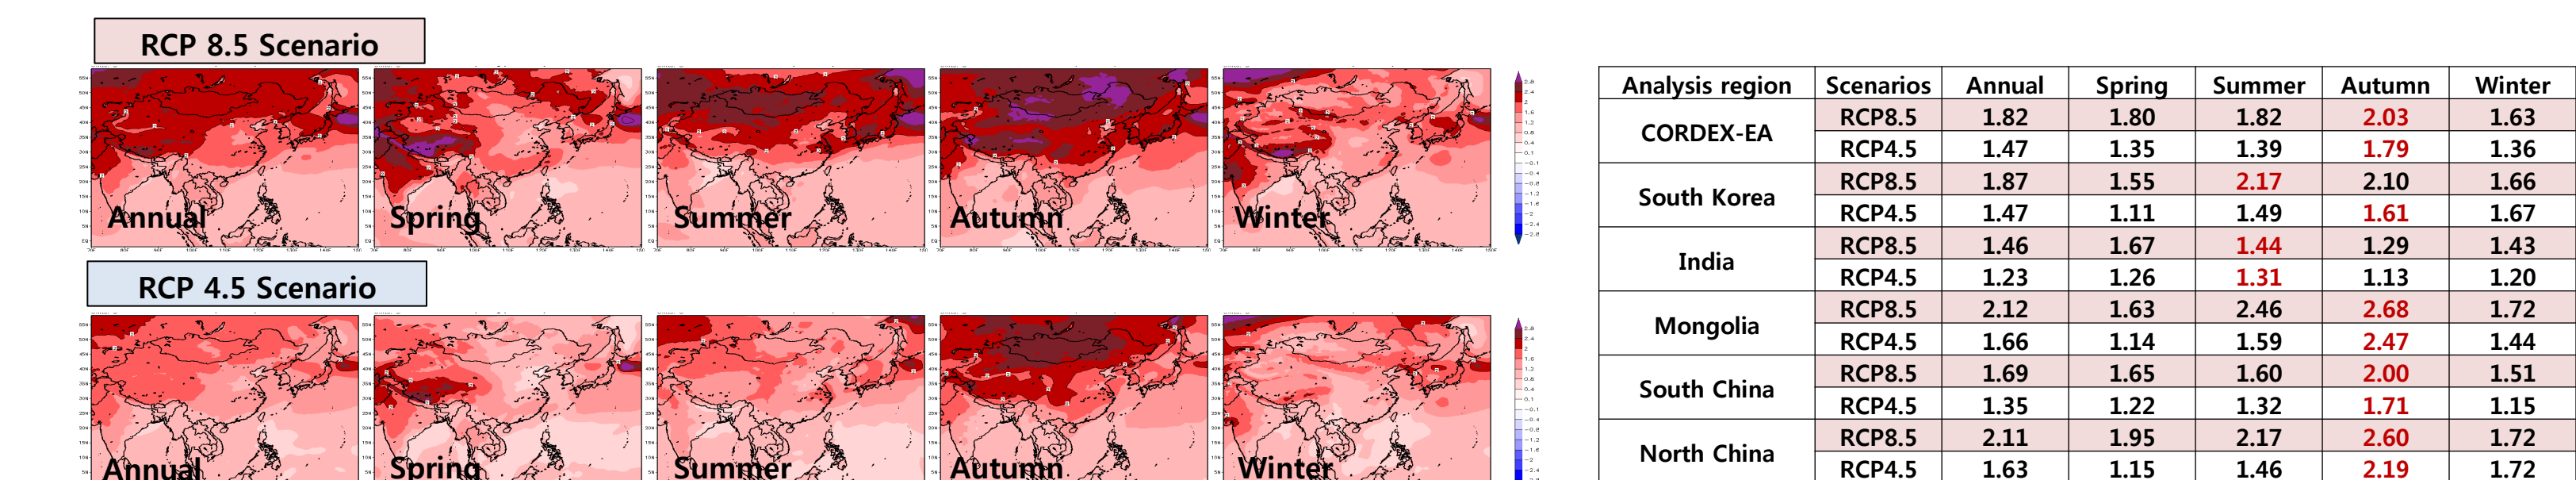 RCP 8.5 Scenario
Annual
Spring
Summer
Autumn
Winter
RCP 4.5 Scenario
Annual
Spring
Summer
Autumn
Winter
Analysis region Scenarios Annual Spring Summer Autumn Winter
CORDEX-EA
RCP8.5 1.82 1.80 1.82 2.03 1.63
RCP4.5 1.47 1.35 1.39 1.79 1.36
South Korea
RCP8.5 1.87 1.55 2.17 2.10 1.66
RCP4.5 1.47 1.11 1.49 1.61 1.67
India
RCP8.5 1.46 1.67 1.44 1.29 1.43
RCP4.5 1.23 1.26 1.31 1.13 1.20
Mongolia
RCP8.5 2.12 1.63 2.46 2.68 1.72
RCP4.5 1.66 1.14 1.59 2.47 1.44
South China
RCP8.5 1.69 1.65 1.60 2.00 1.51
RCP4.5 1.35 1.22 1.32 1.71 1.15
North China
RCP8.5 2.11 1.95 2.17 2.60 1.72
RCP4.5 1.63 1.15 1.46 2.19 1.72